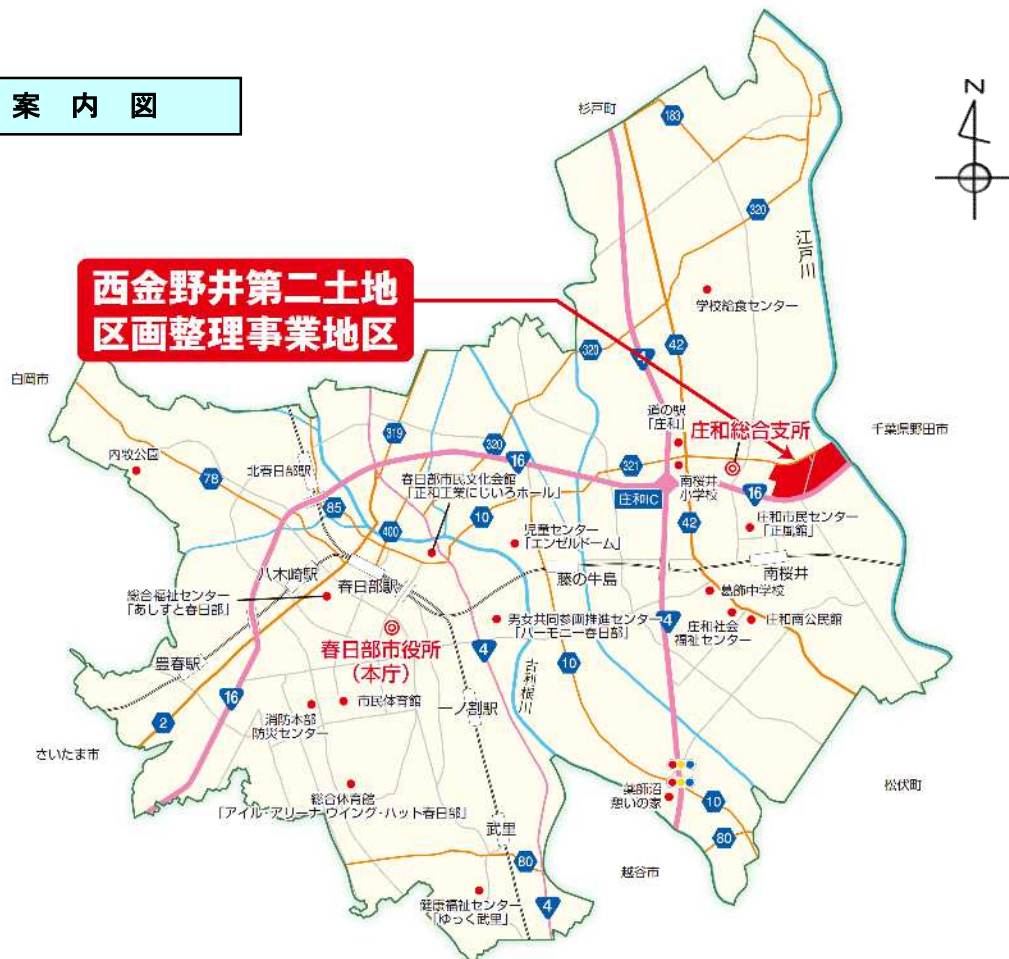 案内図
N
杉戸町
183
320
江戸川
西金野井第二土地
区画整理事業地区
学校給食センター
白岡市
320
4
42
道の駅
「庄和」
庄和総合支所
千葉県野田市
内牧公園
78
北春日部駅
319
320
16
321
南桜井
小学校
16
庄和IC
春日部市民文化会館
「正和工業にじいろホール」
85
400
10
児童センター
「エンゼルドーム」
42
庄和市民センター
「正風館」
八木崎駅
春日部駅
藤の牛島
南桜井
総合福祉センター
「あしすと春日部」
葛飾中学校
男女共同参画推進センター
「ハーモニー春日部」
4
庄和社会
福祉センター
庄和南公民館
春日部市役所
(本庁)
4
10
古利根川
豊春駅
16
市民体育館
一ノ割駅
2
消防本部
防災センター
さいたま市
総合体育館
「アイル・アリーナ ウイング・ハット春日部」
薬師沼
憩いの家
松伏町
10
武里
80
80
越谷市
健康福祉センター
「ゆっく武里」
4